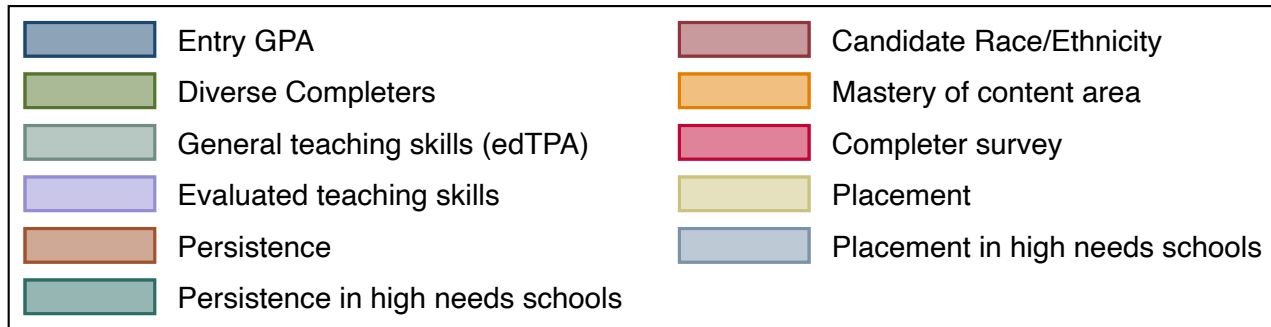 Entry GPA
Diverse Completers
General teaching skills (edTPA)
Evaluated teaching skills
Persistence
Persistence in high needs schools
Candidate Race/Ethnicity
Mastery of content area
Completer survey
Placement
Placement in high needs schools